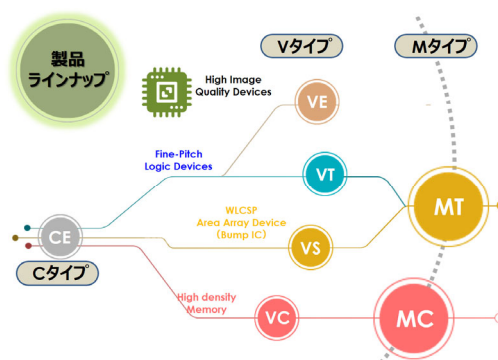 製品
ラインナップ
Vタイプ
Mタイプ
High Image
Quality Devices
VE
Fine-Pitch
Logic Devices
VT
MT
WLCSP
Area Array Device
(Bump IC)
CE
VS
Cタイプ
High density
Memory
VC
MC